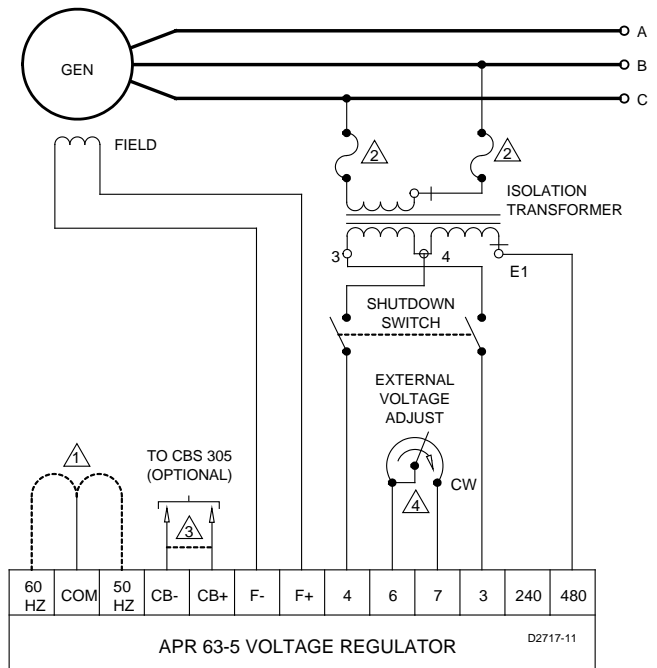 A
GEN
B
C
FIELD
2
2
ISOLATION
TRANSFORMER
3
4
E1
SHUTDOWN
SWITCH
EXTERNAL
VOLTAGE
ADJUST
1
TO CBS 305
(OPTIONAL)
3
4
CW
60
HZ
COM
50
HZ
CB-
CB+
F-
F+
4
6
7
3
240
480
APR 63-5 VOLTAGE REGULATOR
D2717-11